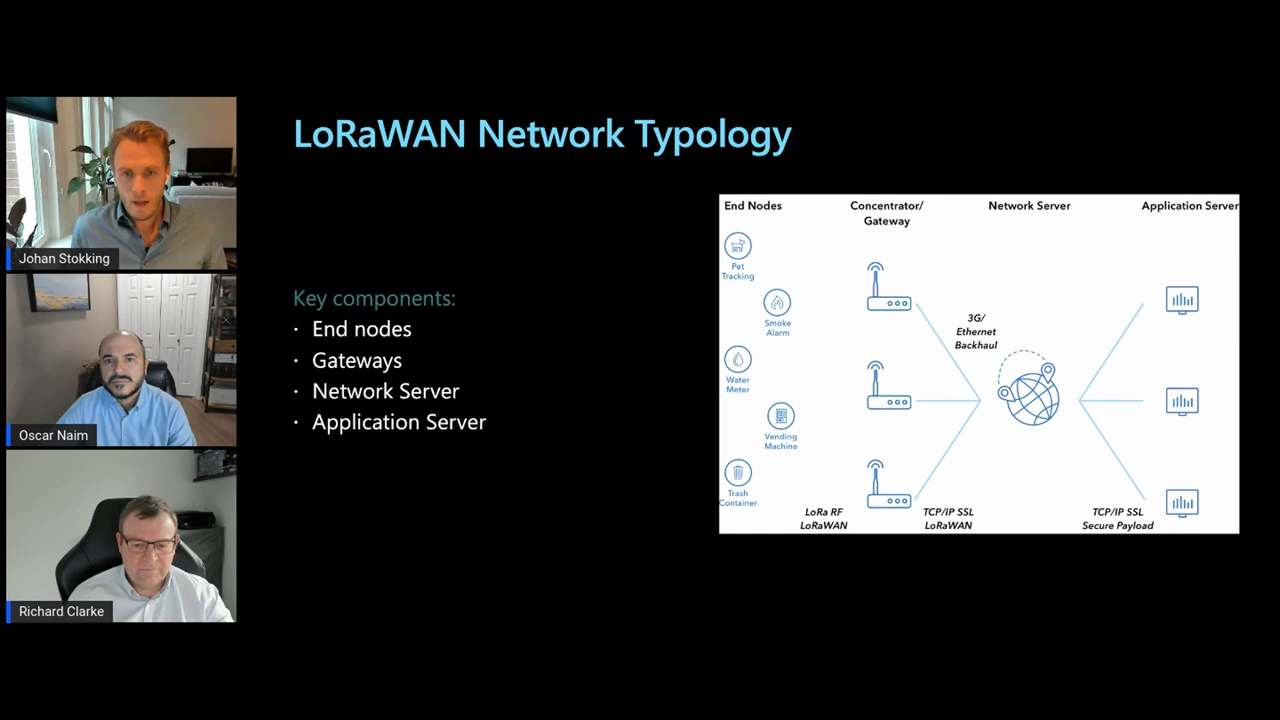 LoRaWAN Network Typology
Johan Stokking
Oscar Naim
Richard Clarke
Key components:
· End nodes
· Gateways
· Network Server
· Application Server
End Nodes
Concentrator/
Gateway
Network Server
Application Server
Pet
Tracking
Smoke
Alarm
Water
Meter
Vending
Machine
Trash
Container
3G/
Ethernet
Backhaul
LoRa RF
LoRaWAN
TCP/IP SSL
LoRaWAN
TCP/IP SSL
Secure Payload